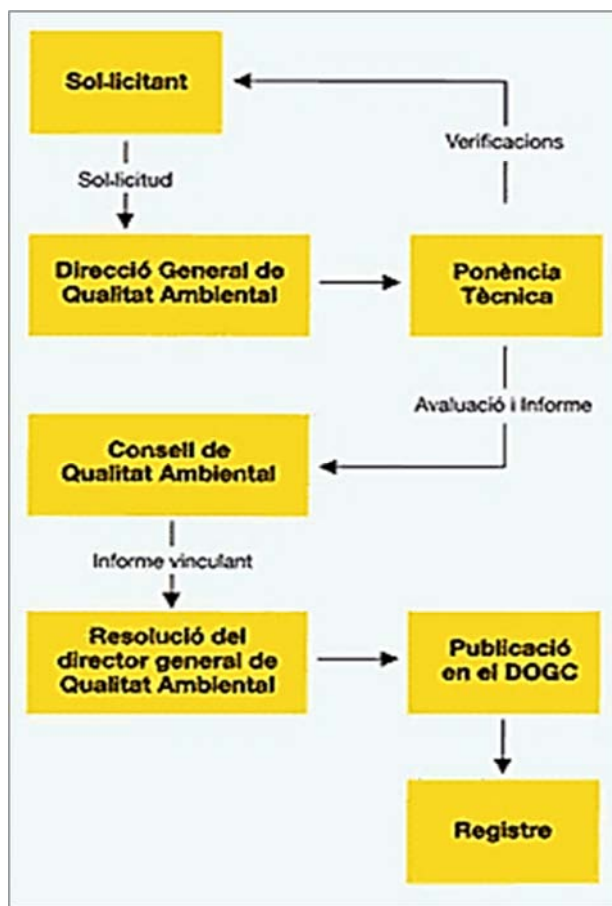 Sol·licitant
Verificacions
Sol·licitud
Direcció General de
Qualitat Ambiental
Ponència
Tècnica
Avaluació i Informe
Consell de
Qualitat Ambiental
Informe vinculant
Resolució del
director general de
Qualitat Ambiental
Publicació
en el DOGC
Registre